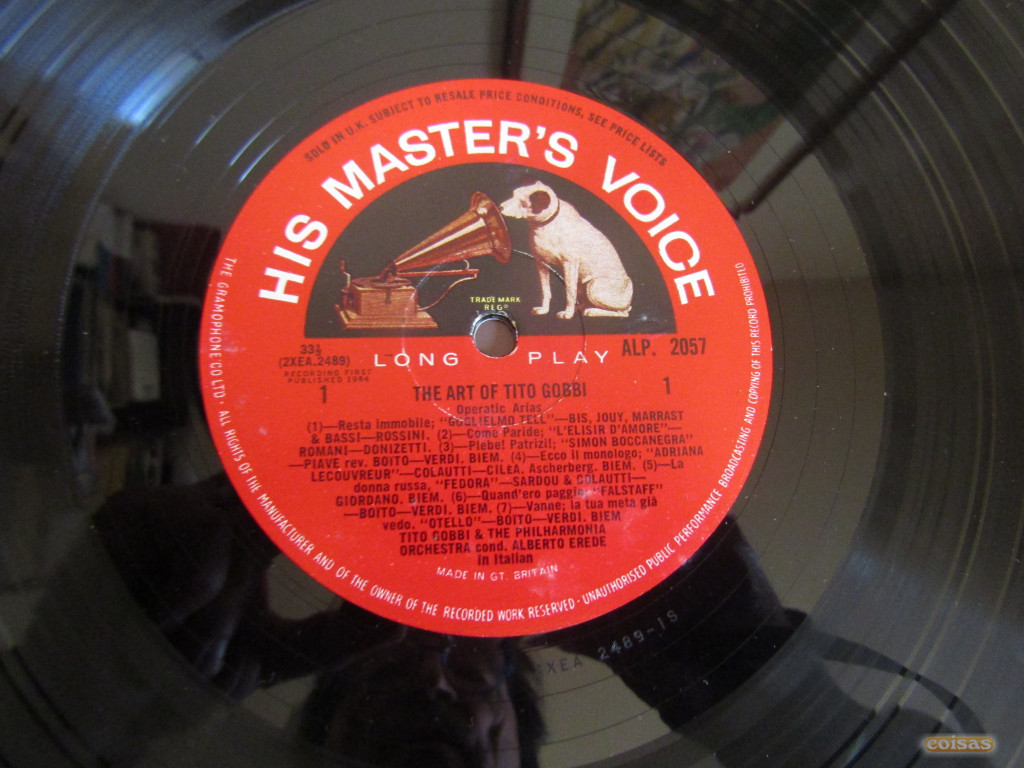 SOLD IN U.K. SUBJECT TO RESALE PRICE CONDITIONS, SEE PRICE LISTS
HIS MASTER'S VOICE
TRADE MARK
REGD
33⅓
(2XEA.2489)
LONG PLAY
ALP. 2057
RECORDING FIRST
PUBLISHED 1964
1
THE ART OF TITO GOBBI
1
Operatic Arias
(1)—Resta immobile; "GUGLIELMO TELL"—BIS, JOUY, MARRAST
& BASSI—ROSSINI. (2)—Come Paride; "L'ELISIR D'AMORE"—
ROMANI—DONIZETTI. (3)—Plebe! Patrizi!; "SIMON BOCCANEGRA"
—PIAVE rev. BOITO—VERDI. BIEM. (4)—Ecco il monologo; "ADRIANA
LECOUVREUR"—COLAUTTI—CILEA. Ascherberg. BIEM. (5)—La
donna russa, "FEDORA"—SARDOU & COLAUTTI—
GIORDANO. BIEM. (6)—Quand'ero paggio; "FALSTAFF"
—BOITO—VERDI. BIEM. (7)—Vanne; la tua meta già
vedo, "OTELLO"—BOITO—VERDI. BIEM
TITO GOBBI & THE PHILHARMONIA
ORCHESTRA cond. ALBERTO EREDE
in Italian
MADE IN GT. BRITAIN
THE GRAMOPHONE CO LTD · ALL RIGHTS OF THE MANUFACTURER AND OF THE OWNER OF THE RECORDED WORK RESERVED · UNAUTHORISED PUBLIC PERFORMANCE BROADCASTING AND COPYING OF THIS RECORD PROHIBITED
2XEA 2489-1S
coisas